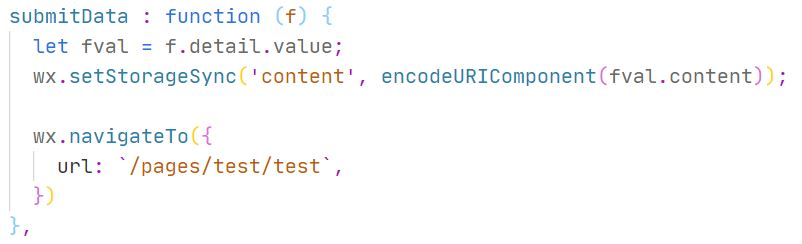 submitData : function (f) {
let fval = f.detail.value;
wx.setStorageSync('content', encodeURIComponent(fval.content));
wx.navigateTo({
url: `/pages/test/test`,
})
},